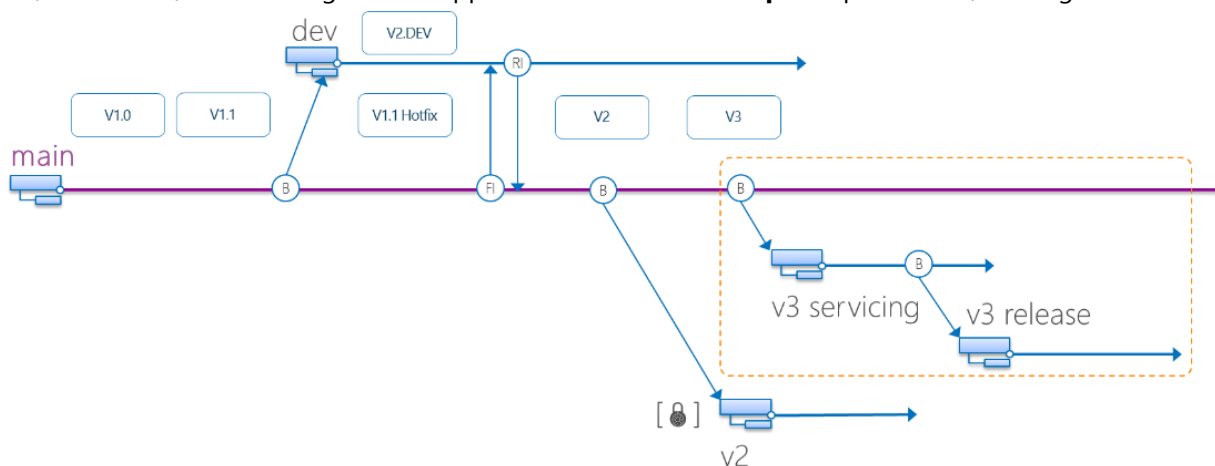 dev
V2.DEV
RI
V1.0
V1.1
V1.1 Hotfix
V2
V3
main
B
FI
B
B
B
v3 servicing
v3 release
[ ]
v2